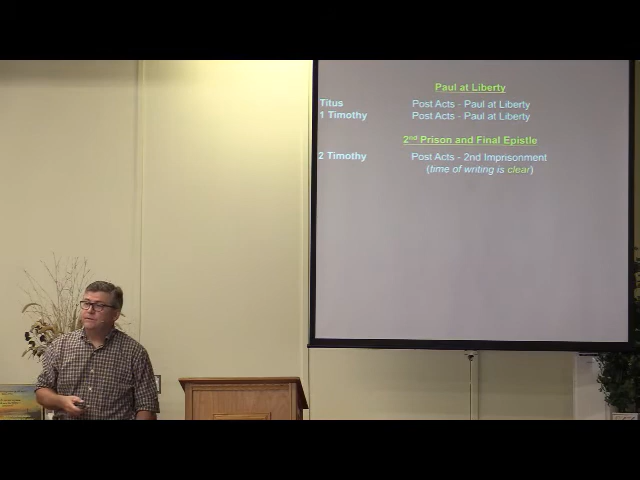 Paul at Liberty
Titus Post Acts - Paul at Liberty
1 Timothy Post Acts - Paul at Liberty
2nd Prison and Final Epistle
2 Timothy Post Acts - 2nd Imprisonment
(time of writing is clear)